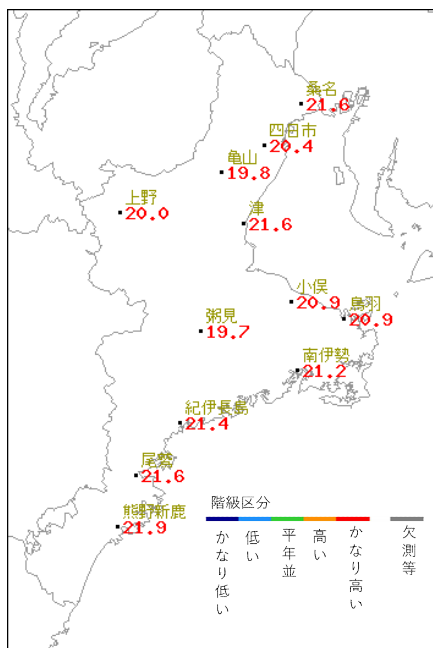 桑名
21.6
四日市
20.4
亀山
19.8
上野
20.0
津
21.6
小俣
20.9
鳥羽
20.9
粥見
19.7
南伊勢
21.2
紀伊長島
21.4
尾鷲
21.6
熊野新鹿
21.9
階級区分
かなり低い
低い
平年並
高い
かなり高い
欠測等